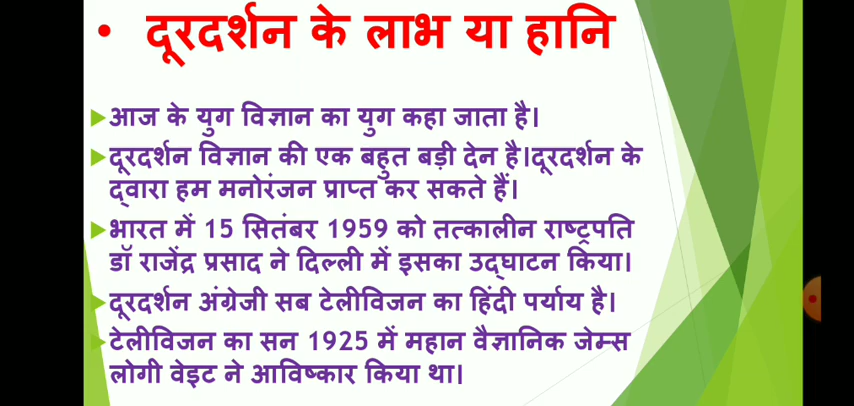 • दूरदर्शन के लाभ या हानि
आज के युग विज्ञान का युग कहा जाता है।
दूरदर्शन विज्ञान की एक बहुत बड़ी देन है।दूरदर्शन के
द्वारा हम मनोरंजन प्राप्त कर सकते हैं।
भारत में 15 सितंबर 1959 को तत्कालीन राष्ट्रपति
डॉ राजेंद्र प्रसाद ने दिल्ली में इसका उद्घाटन किया।
दूरदर्शन अंग्रेजी सब टेलीविजन का हिंदी पर्याय है।
टेलीविजन का सन 1925 में महान वैज्ञानिक जेम्स
लोगी वेइट ने आविष्कार किया था।